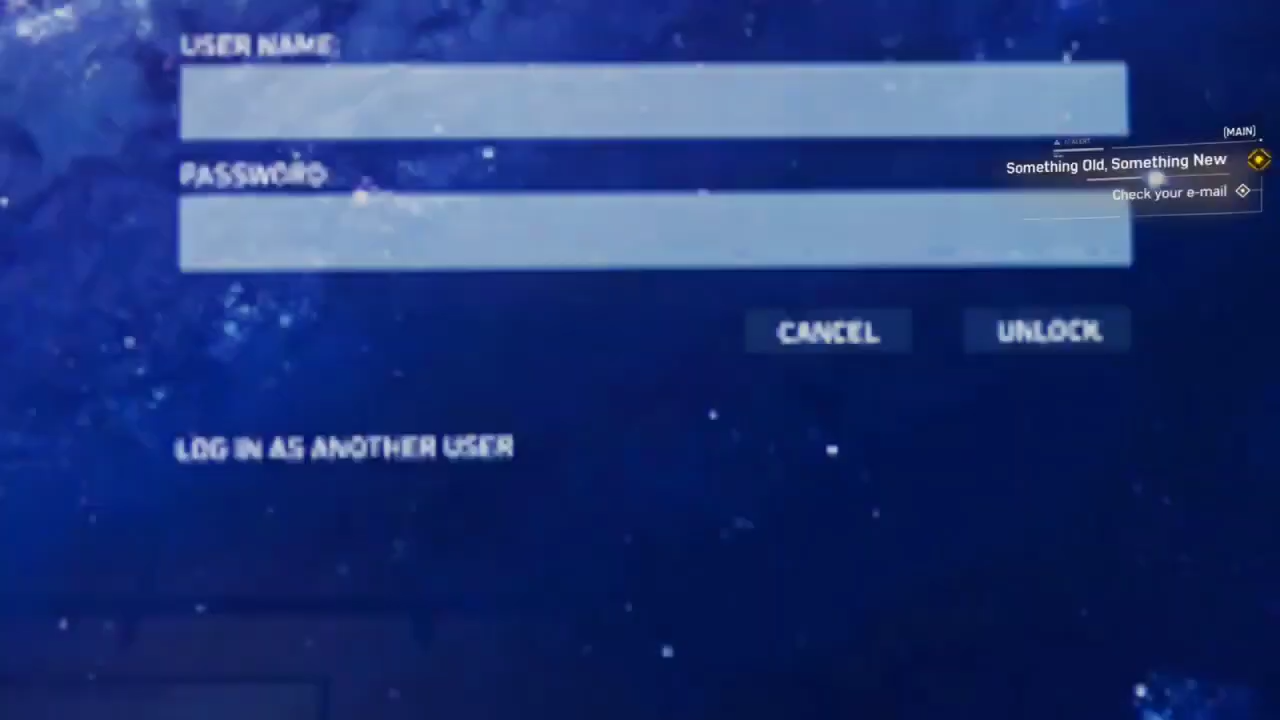 USER NAME:
[MAIN]
Something Old, Something New
PASSWORD
Check your e-mail
CANCEL
UNLOCK
LOG IN AS ANOTHER USER